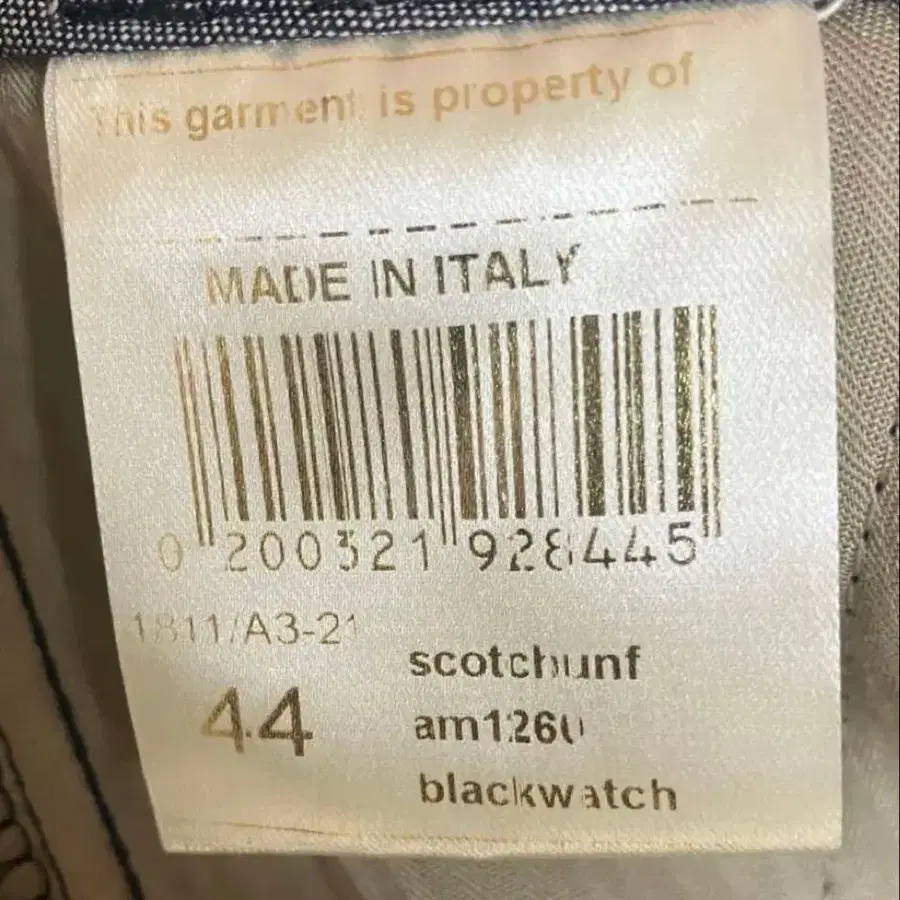 This garment is property of
MADE IN ITALY
0 200321 928445
1811/A3-21
scotchunf
44
am1260
blackwatch